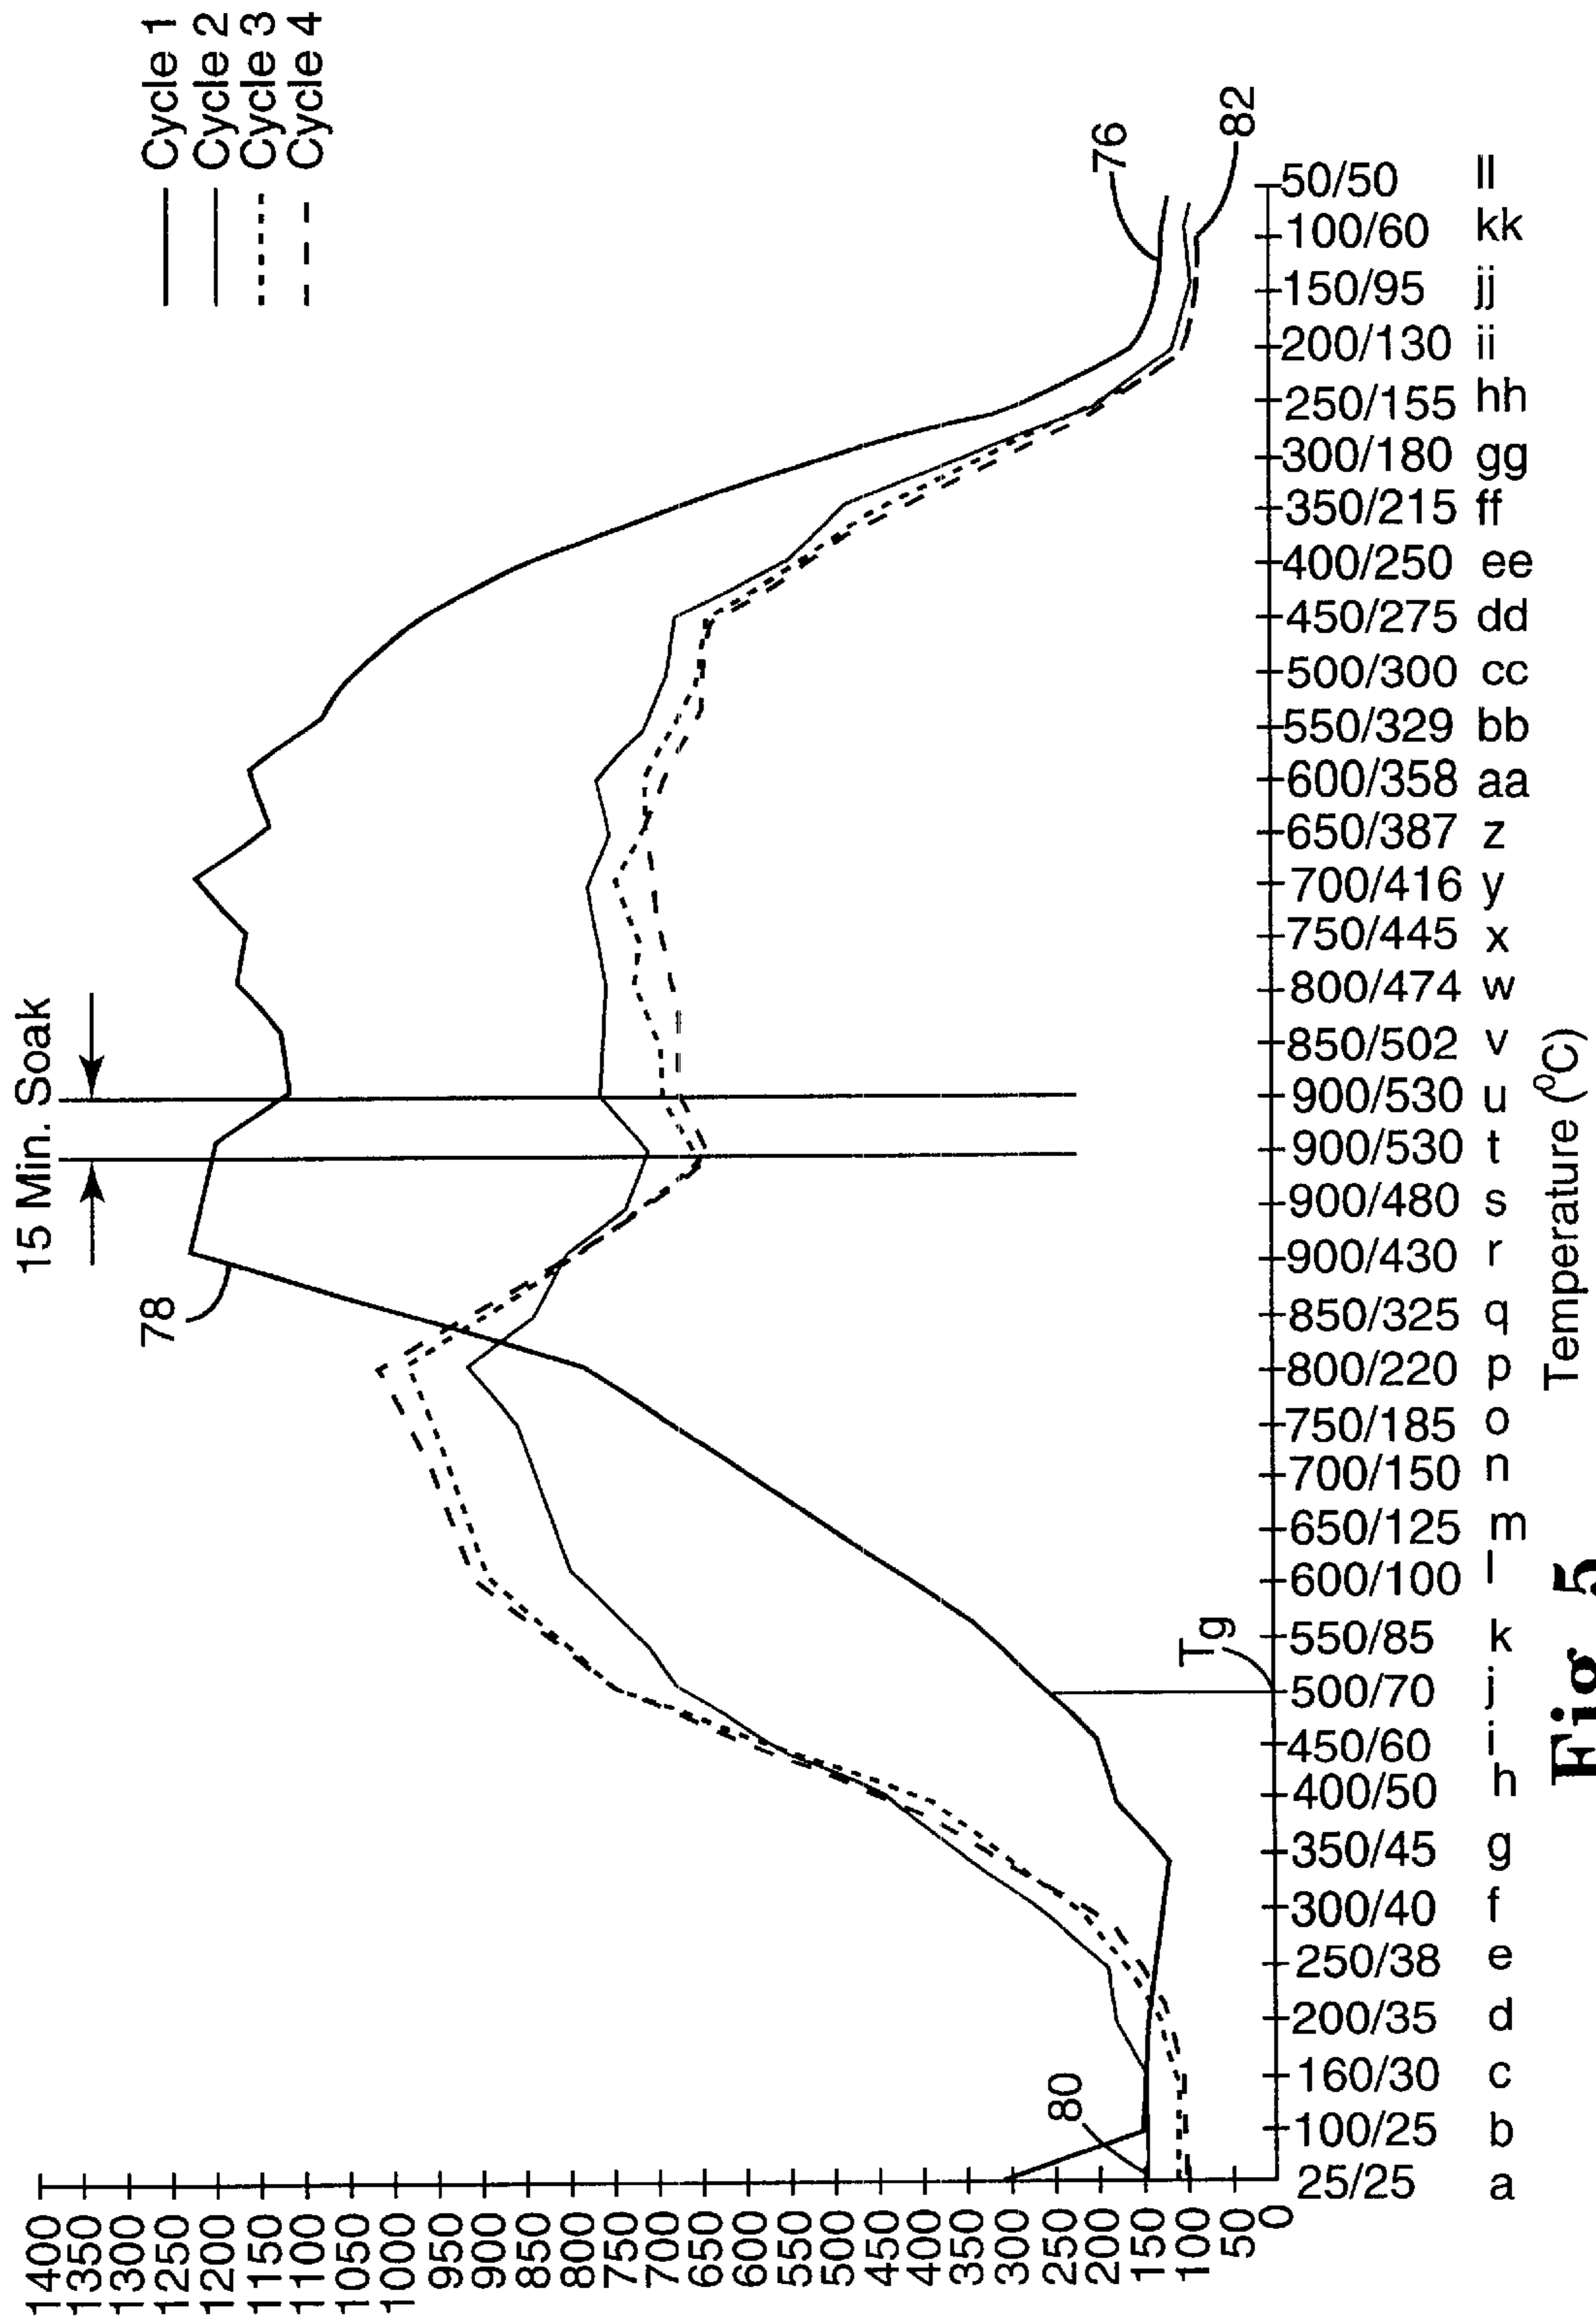 15 Min. Soak
Cycle 1
Cycle 2
Cycle 3
Cycle 4
78
76
82
80
Tg
1400
1350
1300
1250
1200
1150
1100
1050
1000
950
900
850
800
750
700
650
600
550
500
450
400
350
300
250
200
150
100
50
0
25/25 a
100/25 b
160/30 c
200/35 d
250/38 e
300/40 f
350/45 g
400/50 h
450/60 i
500/70 j
550/85 k
600/100 l
650/125 m
700/150 n
750/185 o
800/220 p
850/325 q
900/430 r
900/480 s
900/530 t
900/530 u
850/502 v
800/474 w
750/445 x
700/416 y
650/387 z
600/358 aa
550/329 bb
500/300 cc
450/275 dd
400/250 ee
350/215 ff
300/180 gg
250/155 hh
200/130 ii
150/95 jj
100/60 kk
50/50 ll
Temperature (⁰C)
Fig. 5